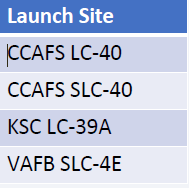 Launch Site
CCAFS LC-40
CCAFS SLC-40
KSC LC-39A
VAFB SLC-4E